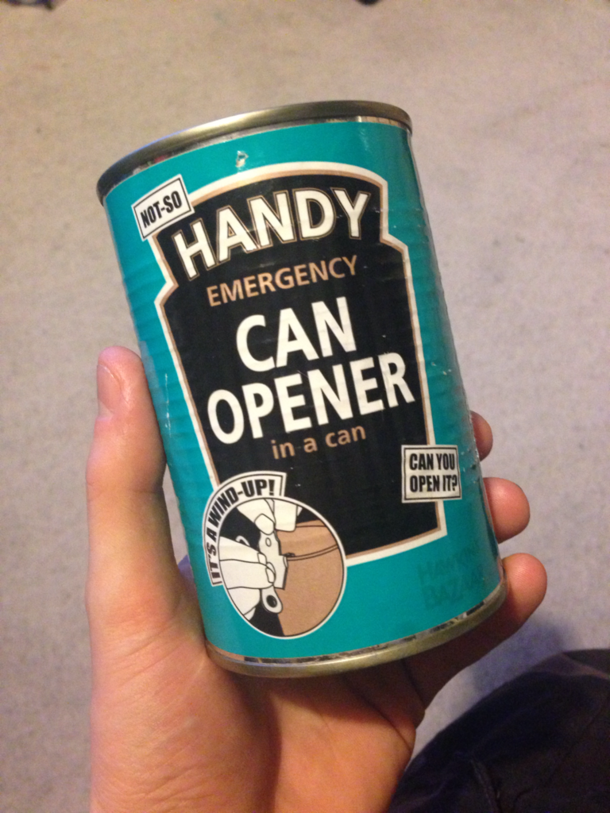 NOT-SO
HANDY
EMERGENCY
CAN
OPENER
in a can
CAN YOU
OPEN IT?
IT'S A WIND-UP!